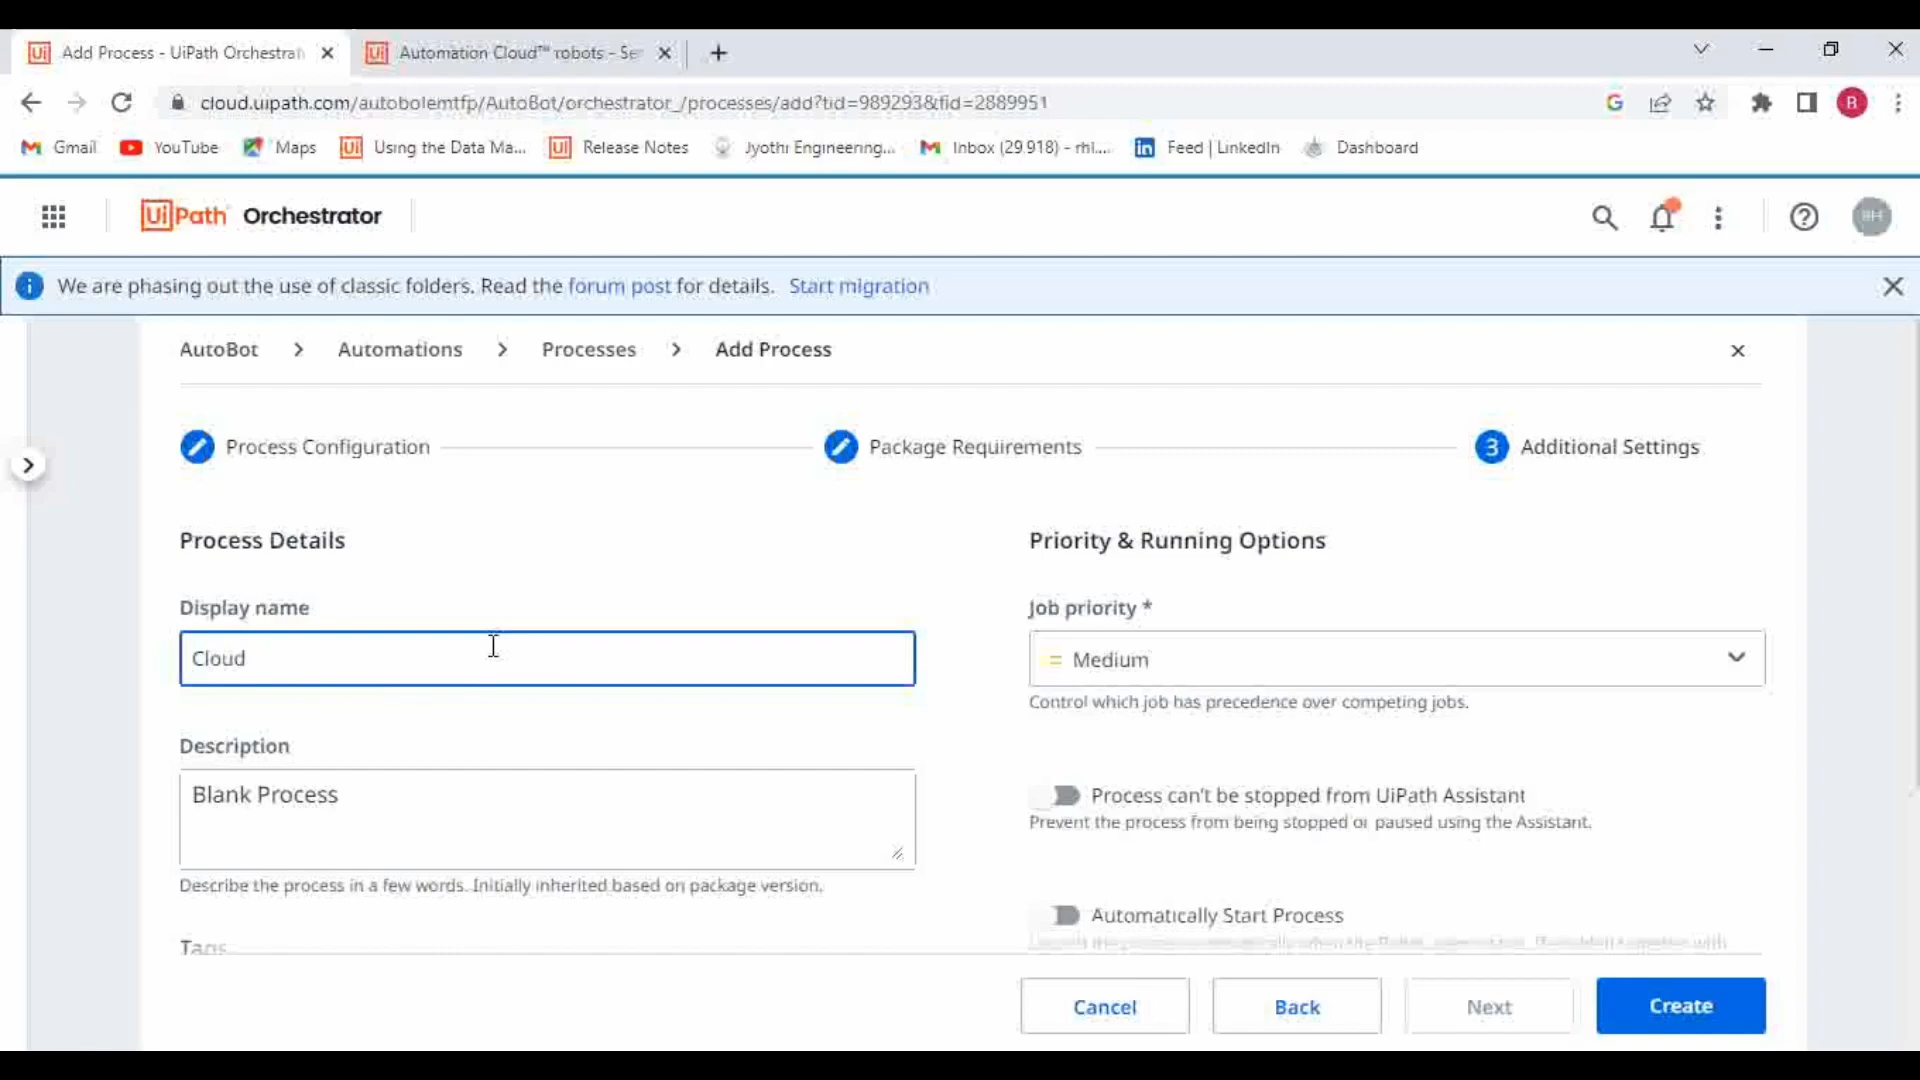 Add Process - UiPath Orchestrat
Automation Cloud™ robots - Se
cloud.uipath.com/autobolemtfp/AutoBot/orchestrator_/processes/add?tid=989293&fid=2889951
Gmail
YouTube
Maps
Using the Data Ma...
Release Notes
Jyothi Engineering...
Inbox (29 918) - rhi....
Feed | LinkedIn
Dashboard
UiPath Orchestrator
We are phasing out the use of classic folders. Read the forum post for details. Start migration
AutoBot > Automations > Processes > Add Process
Process Configuration
Package Requirements
3 Additional Settings
Process Details
Display name
Cloud
Description
Blank Process
Describe the process in a few words. Initially inherited based on package version.
Tags
Priority & Running Options
Job priority *
Medium
Control which job has precedence over competing jobs.
Process can't be stopped from UiPath Assistant
Prevent the process from being stopped or paused using the Assistant.
Automatically Start Process
Cancel
Back
Next
Create